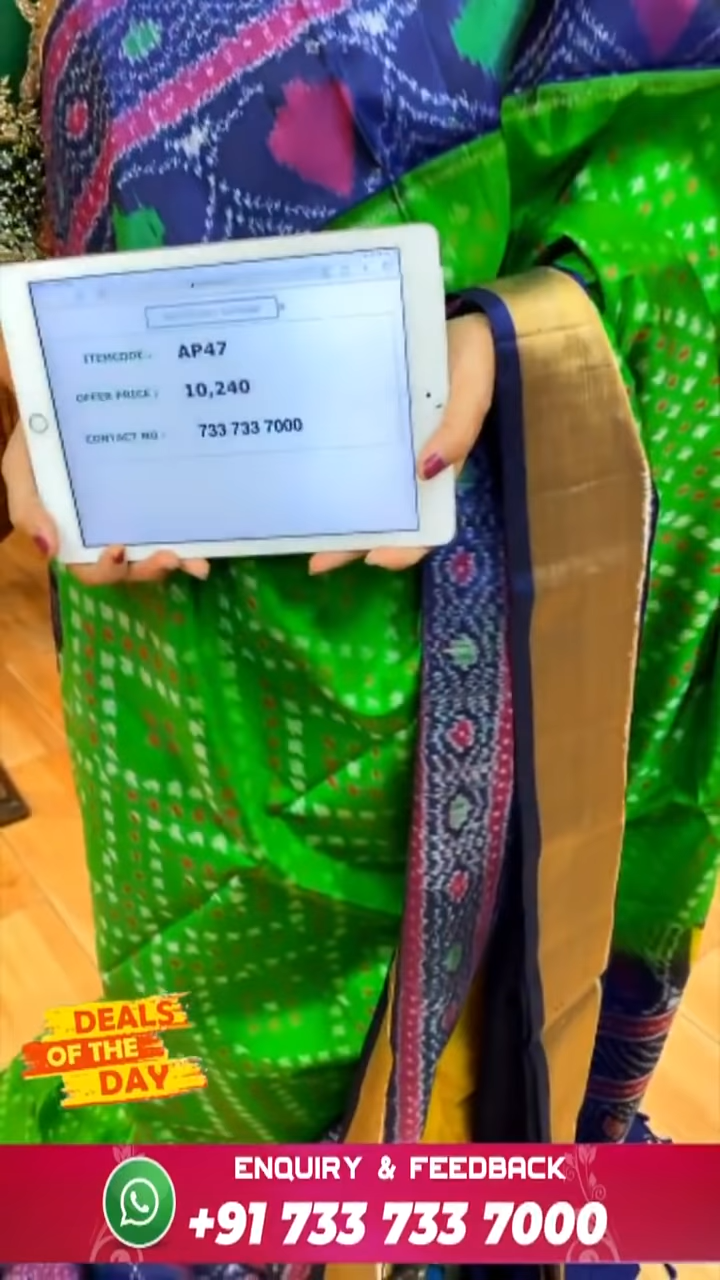 ITEMCODE :
AP47
OFFER PRICE :
10,240
CONTACT NO :
733 733 7000
DEALS
OF THE
DAY
ENQUIRY & FEEDBACK
+91 733 733 7000